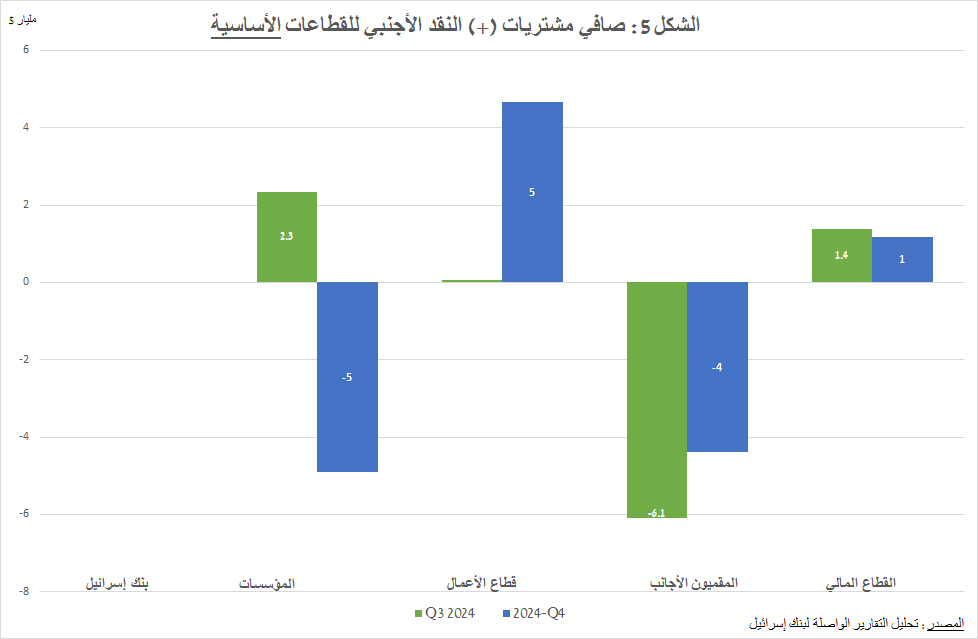 الشكل 5: صافي مشتريات (+) النقد الأجنبي للقطاعات الأساسية
مليار $
6
4
2
0
-2
-4
-6
-8
2.3
-5
5
-6.1
-4
1.4
1
بنك إسرائيل
المؤسسات
قطاع الأعمال
المقميون الأجانب
القطاع المالي
Q3 2024
2024-Q4
المصدر: تحليل التقارير الواصلة لبنك إسرائيل